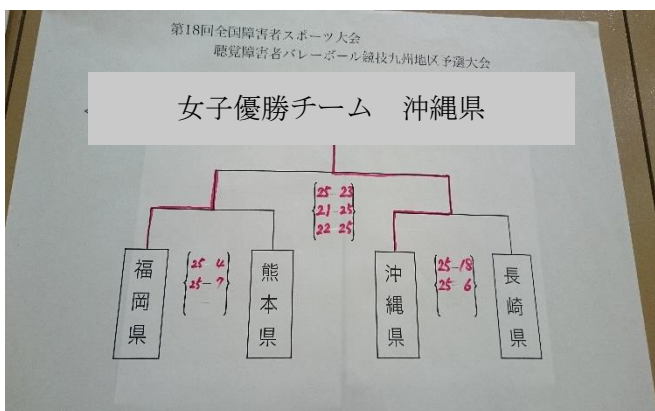 第18回全国障害者スポーツ大会
聴覚障害者バレーボール競技九州地区予選大会
女子優勝チーム　沖縄県
25 23
21-25
22-25
25 4
25-7
25-18
25 6
福岡県
熊本県
沖縄県
長崎県